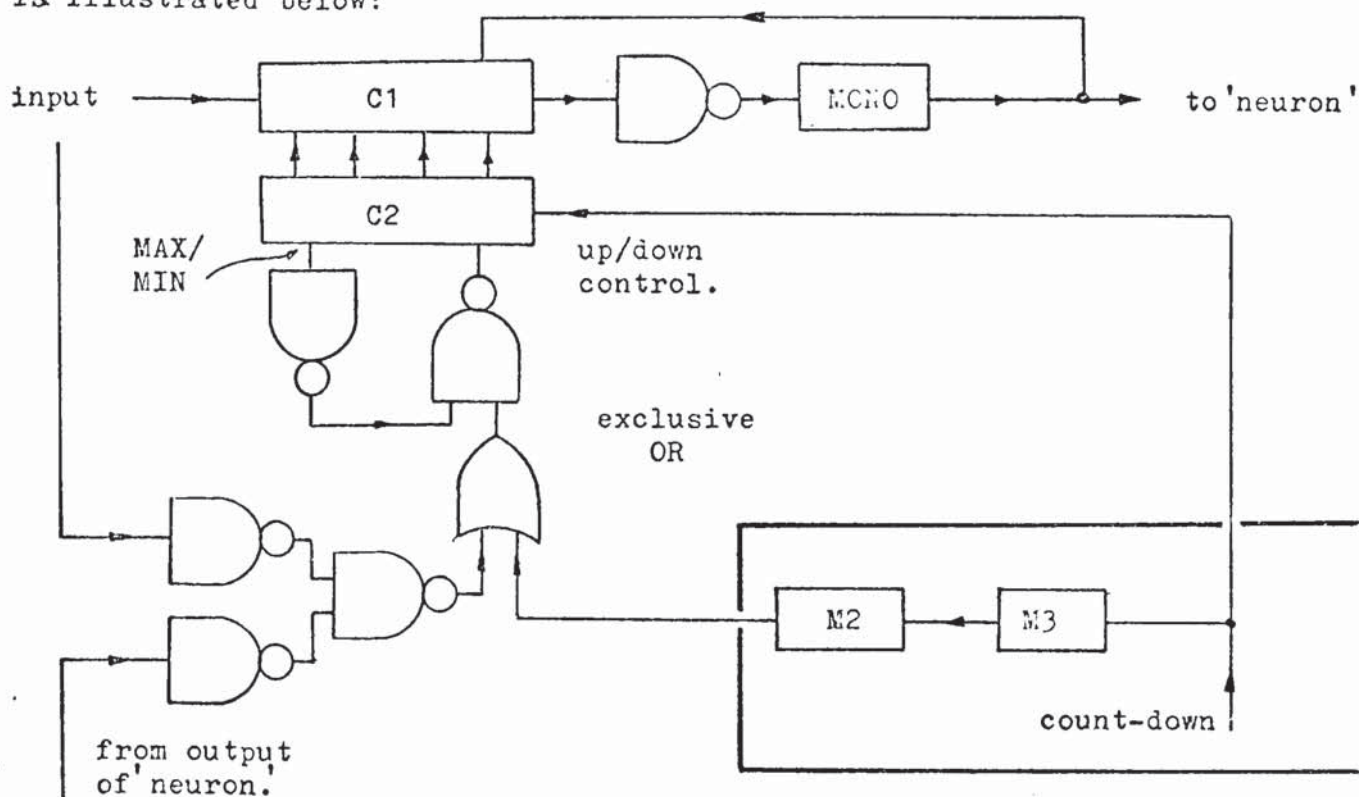 is illustrated below:
input
C1
MONO
to 'neuron'
C2
MAX/
MIN
up/down
control.
exclusive
OR
M2
M3
count-down
from output
of 'neuron.'